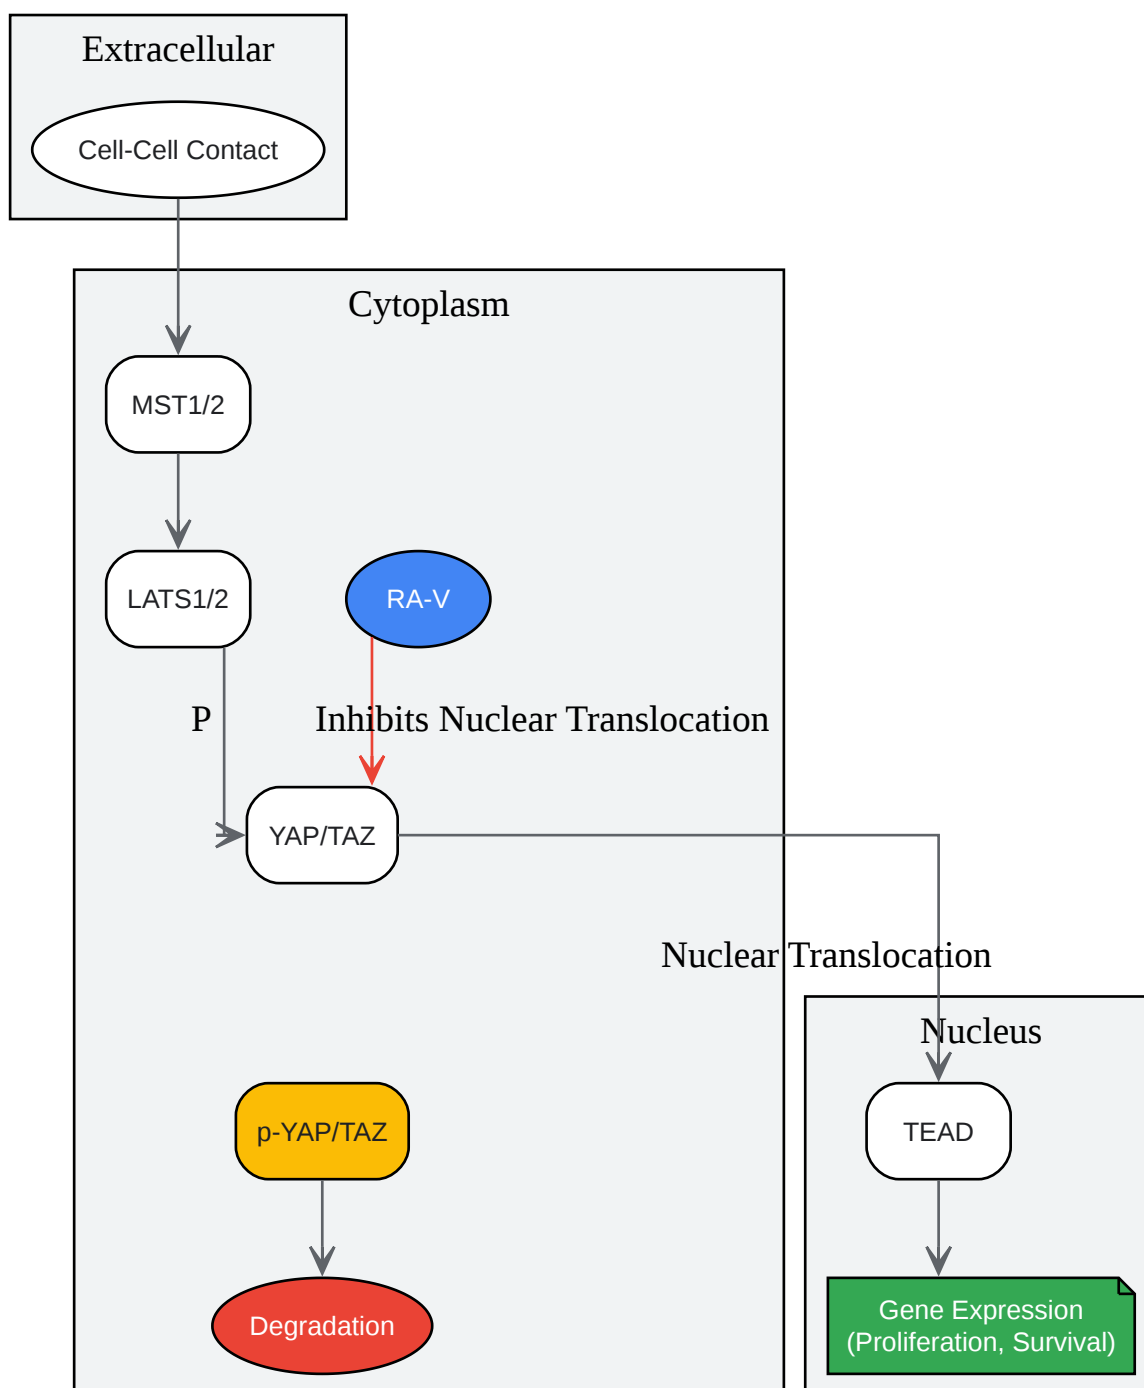 Extracellular
Cell-Cell Contact
Cytoplasm
MST1/2
LATS1/2
RA-V
P
Inhibits Nuclear Translocation
YAP/TAZ
Nuclear Translocation
Nucleus
p-YAP/TAZ
TEAD
Degradation
Gene Expression
(Proliferation, Survival)